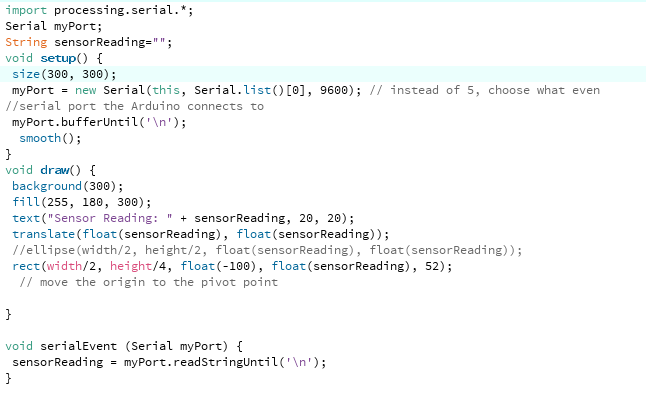 import processing.serial.*;
Serial myPort;
String sensorReading="";
void setup() {
 size(300, 300);
 myPort = new Serial(this, Serial.list()[0], 9600); // instead of 5, choose what even
//serial port the Arduino connects to
 myPort.bufferUntil('\n');
  smooth();
}
void draw() {
 background(300);
 fill(255, 180, 300);
 text("Sensor Reading: " + sensorReading, 20, 20);
 translate(float(sensorReading), float(sensorReading));
 //ellipse(width/2, height/2, float(sensorReading), float(sensorReading));
 rect(width/2, height/4, float(-100), float(sensorReading), 52);
  // move the origin to the pivot point
}
void serialEvent (Serial myPort) {
 sensorReading = myPort.readStringUntil('\n');
}